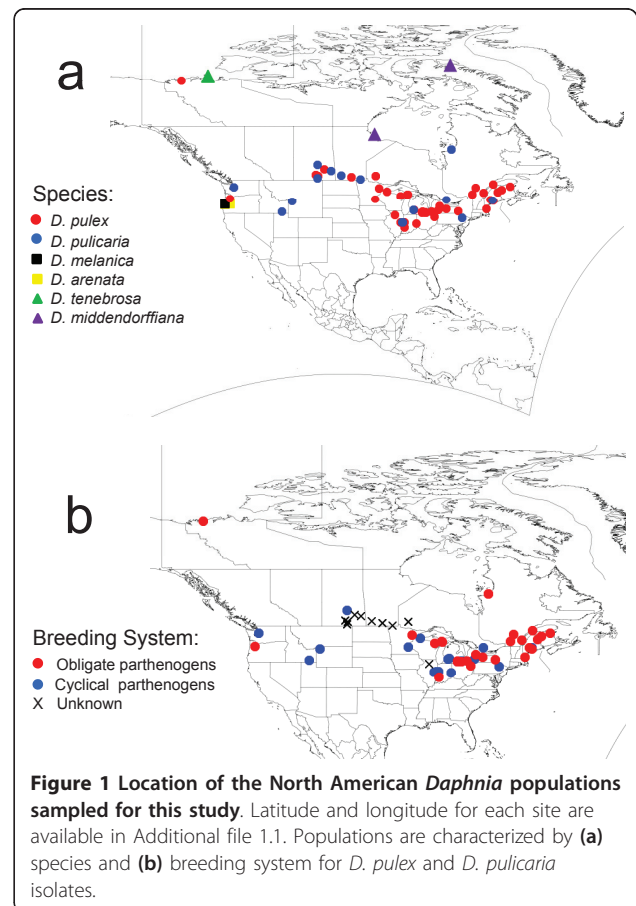 a
Species:
D. pulex
D. pulicaria
D. melanica
D. arenata
D. tenebrosa
D. middendorffiana
b
Breeding System:
Obligate parthenogens
Cyclical parthenogens
X Unknown
Figure 1 Location of the North American Daphnia populations
sampled for this study. Latitude and longitude for each site are
available in Additional file 1.1. Populations are characterized by (a)
species and (b) breeding system for D. pulex and D. pulicaria
isolates.